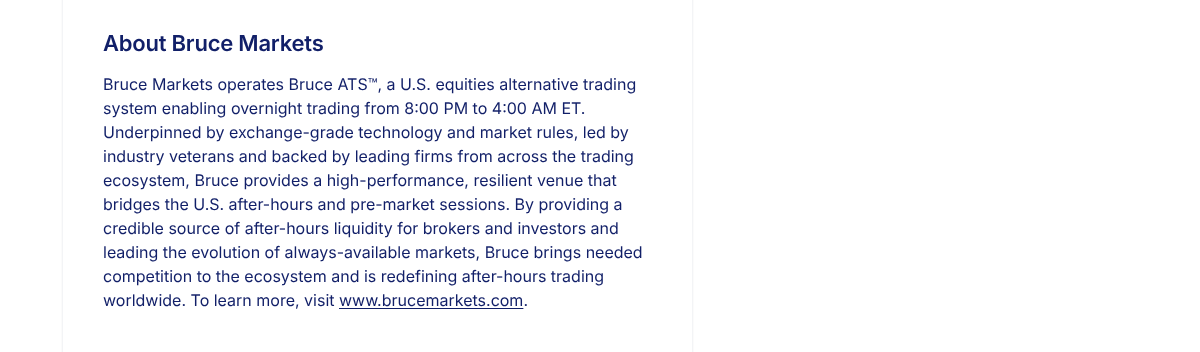 About Bruce Markets
Bruce Markets operates Bruce ATS™, a U.S. equities alternative trading
system enabling overnight trading from 8:00 PM to 4:00 AM ET.
Underpinned by exchange-grade technology and market rules, led by
industry veterans and backed by leading firms from across the trading
ecosystem, Bruce provides a high-performance, resilient venue that
bridges the U.S. after-hours and pre-market sessions. By providing a
credible source of after-hours liquidity for brokers and investors and
leading the evolution of always-available markets, Bruce brings needed
competition to the ecosystem and is redefining after-hours trading
worldwide. To learn more, visit www.brucemarkets.com.